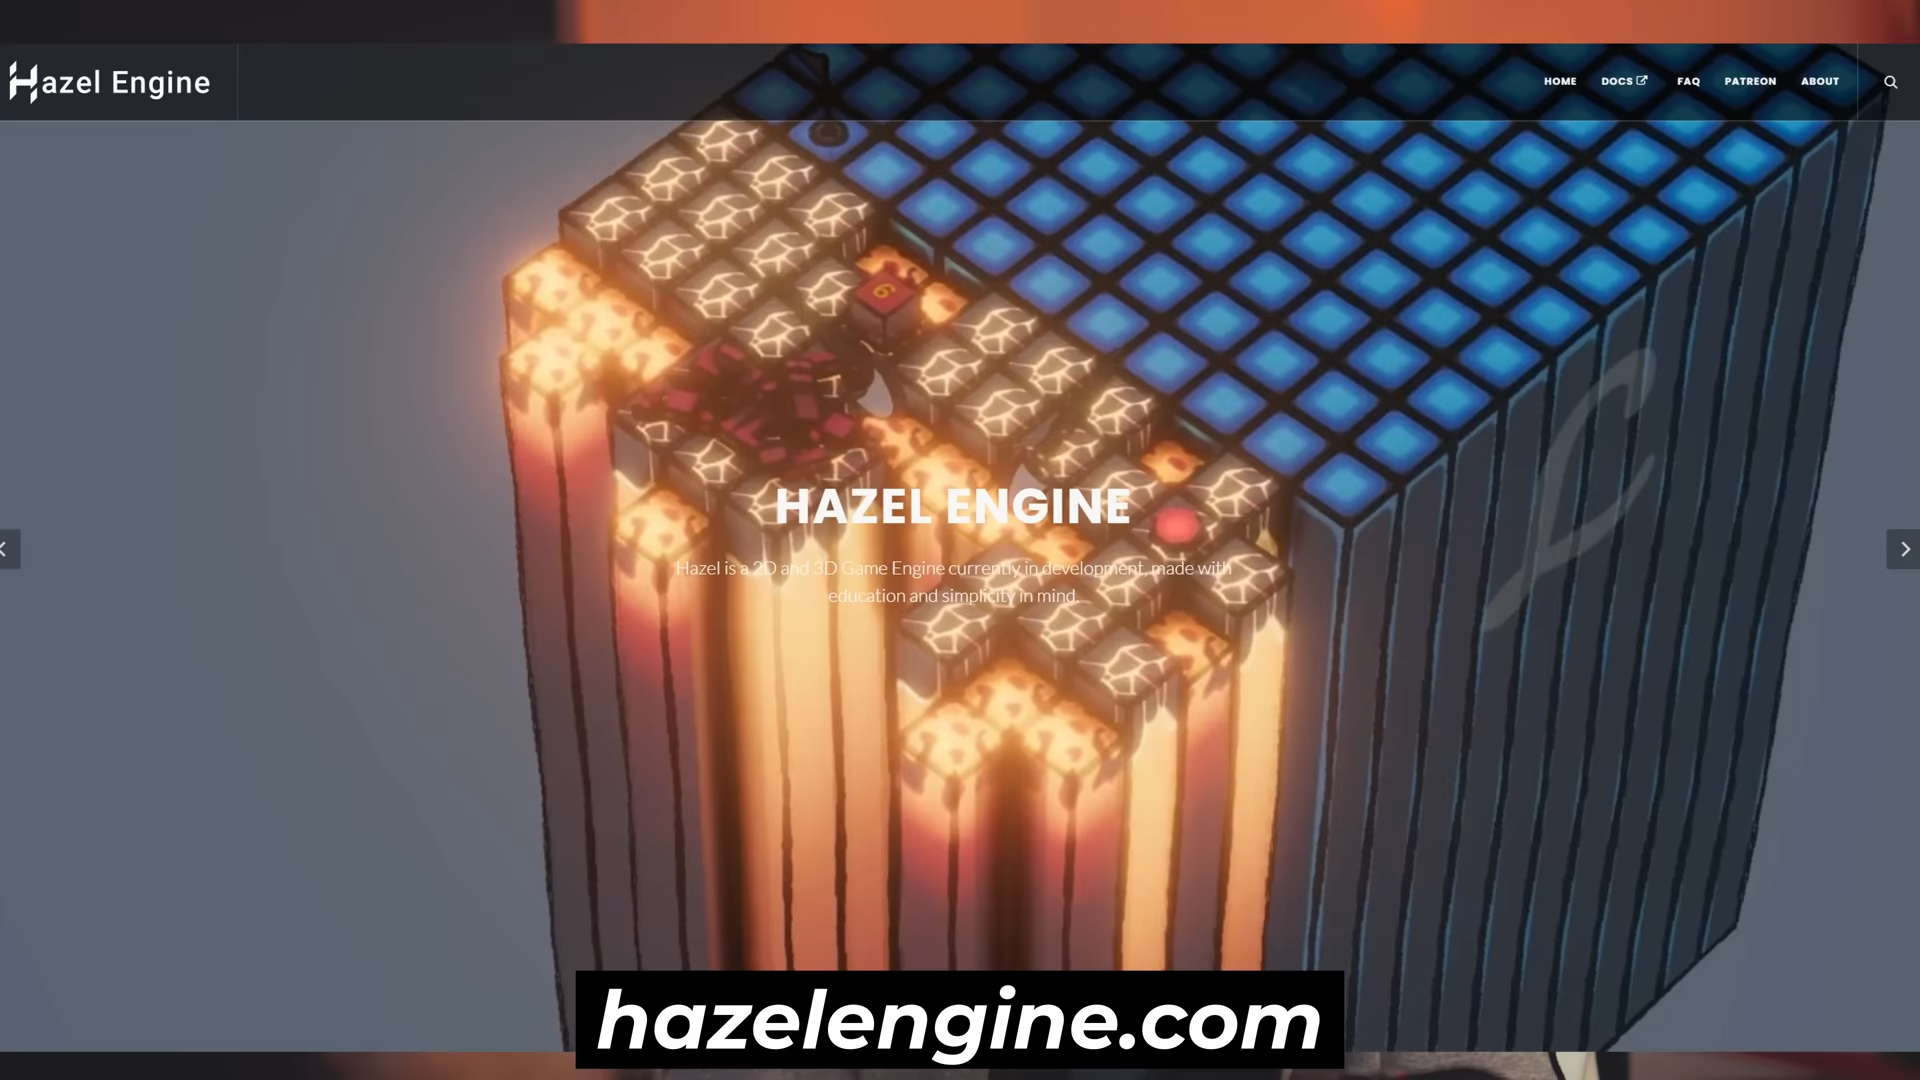 Hazel Engine
HOME DOCS FAQ PATREON ABOUT
6
HAZEL ENGINE
Hazel is a 2D and 3D Game Engine currently in development, made with
education and simplicity in mind.
hazelengine.com